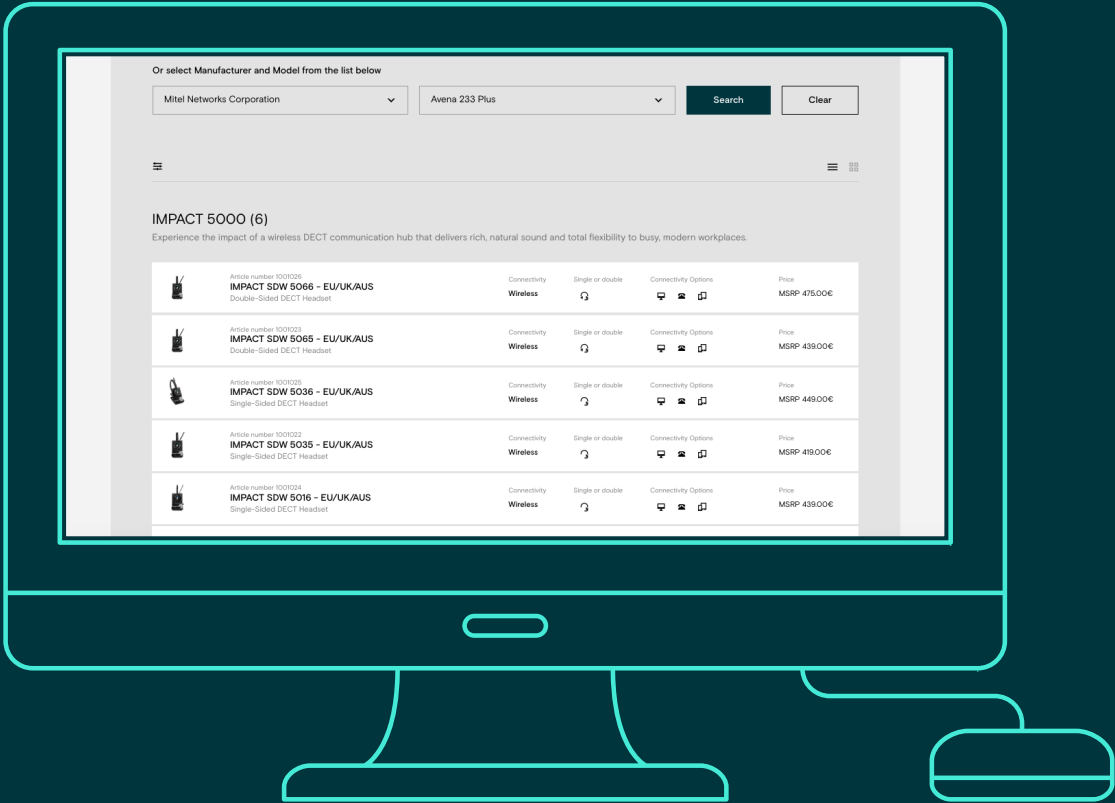 Or select Manufacturer and Model from the list below
Mitel Networks Corporation Avena 233 Plus Search Clear
IMPACT 5000 (6)
Experience the impact of a wireless DECT communication hub that delivers rich, natural sound and total flexibility to busy, modern workplaces.
Article number 1001026
IMPACT SDW 5066 - EU/UK/AUS
Double-Sided DECT Headset
Connectivity Single or double Connectivity Options Price
Wireless MSRP 475.00€
Article number 1001023
IMPACT SDW 5065 - EU/UK/AUS
Double-Sided DECT Headset
Connectivity Single or double Connectivity Options Price
Wireless MSRP 439.00€
Article number 1001025
IMPACT SDW 5036 - EU/UK/AUS
Single-Sided DECT Headset
Connectivity Single or double Connectivity Options Price
Wireless MSRP 449.00€
Article number 1001022
IMPACT SDW 5035 - EU/UK/AUS
Single-Sided DECT Headset
Connectivity Single or double Connectivity Options Price
Wireless MSRP 419.00€
Article number 1001024
IMPACT SDW 5016 - EU/UK/AUS
Single-Sided DECT Headset
Connectivity Single or double Connectivity Options Price
Wireless MSRP 439.00€